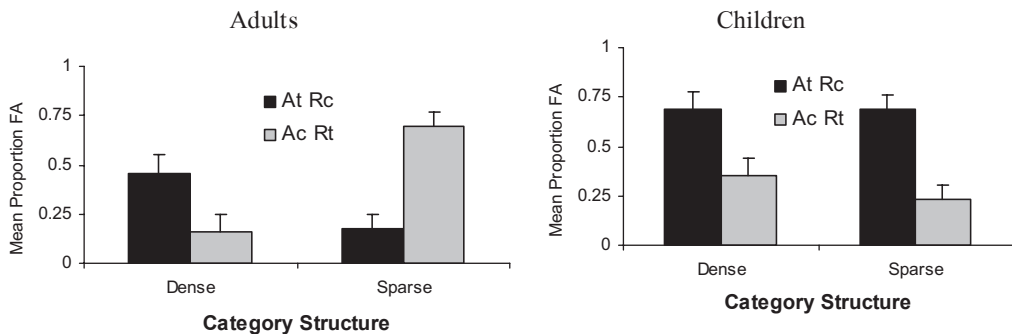 Adults
Mean Proportion FA
1
0.75
0.5
0.25
0
At Rc
Ac Rt
Dense
Sparse
Category Structure
Children
Mean Proportion FA
1
0.75
0.5
0.25
0
At Rc
Ac Rt
Dense
Sparse
Category Structure